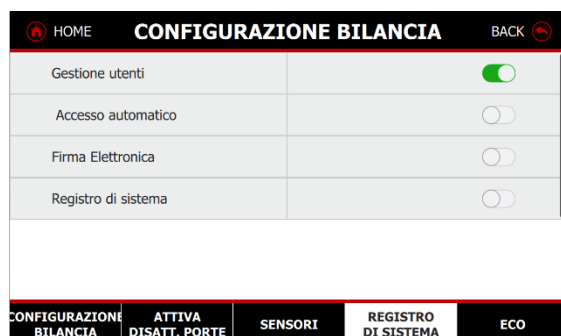 HOME CONFIGURAZIONE BILANCIA BACK
Gestione utenti
Accesso automatico
Firma Elettronica
Registro di sistema
CONFIGURAZIONE BILANCIA
ATTIVA DISATT. PORTE
SENSORI
REGISTRO DI SISTEMA
ECO